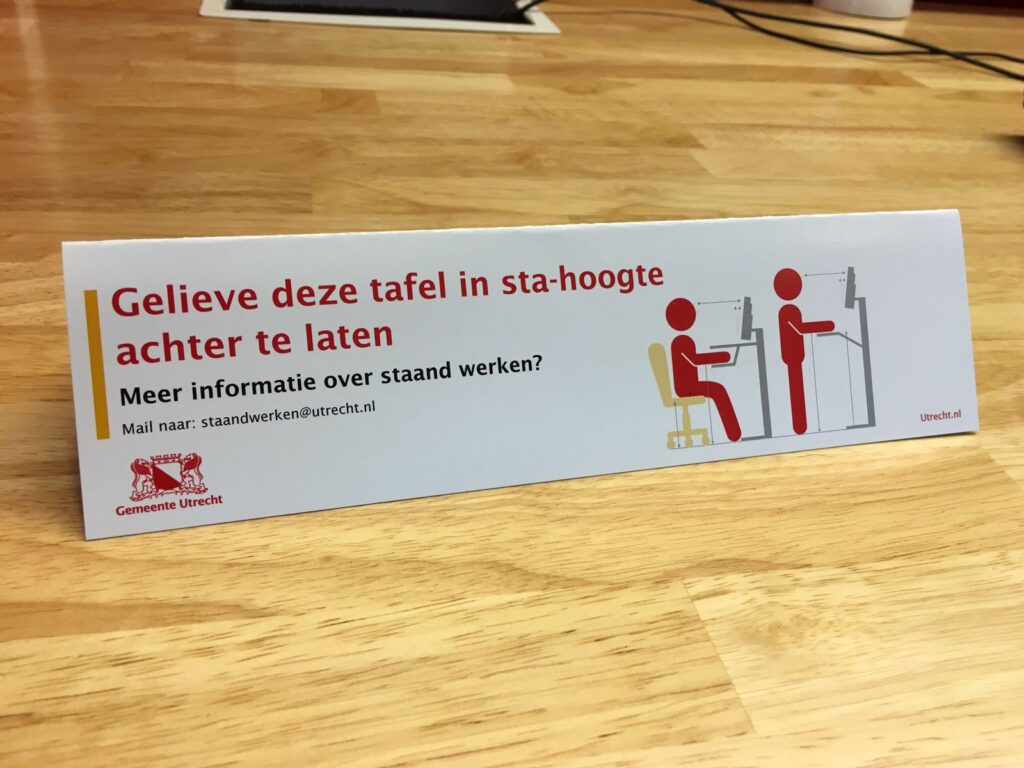 Gelieve deze tafel in sta-hoogte
achter te laten
Meer informatie over staand werken?
Mail naar: staandwerken@utrecht.nl
Gemeente Utrecht
Utrecht.nl